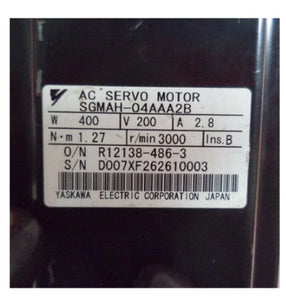 AC SERVO MOTOR
SGMAH-04AAA2B
W 400 V 200 A 2.8
N·m 1.27 r/min 3000 Ins.B
O/N R12138-486-3
S/N D007XF262610003
YASKAWA ELECTRIC CORPORATION JAPAN